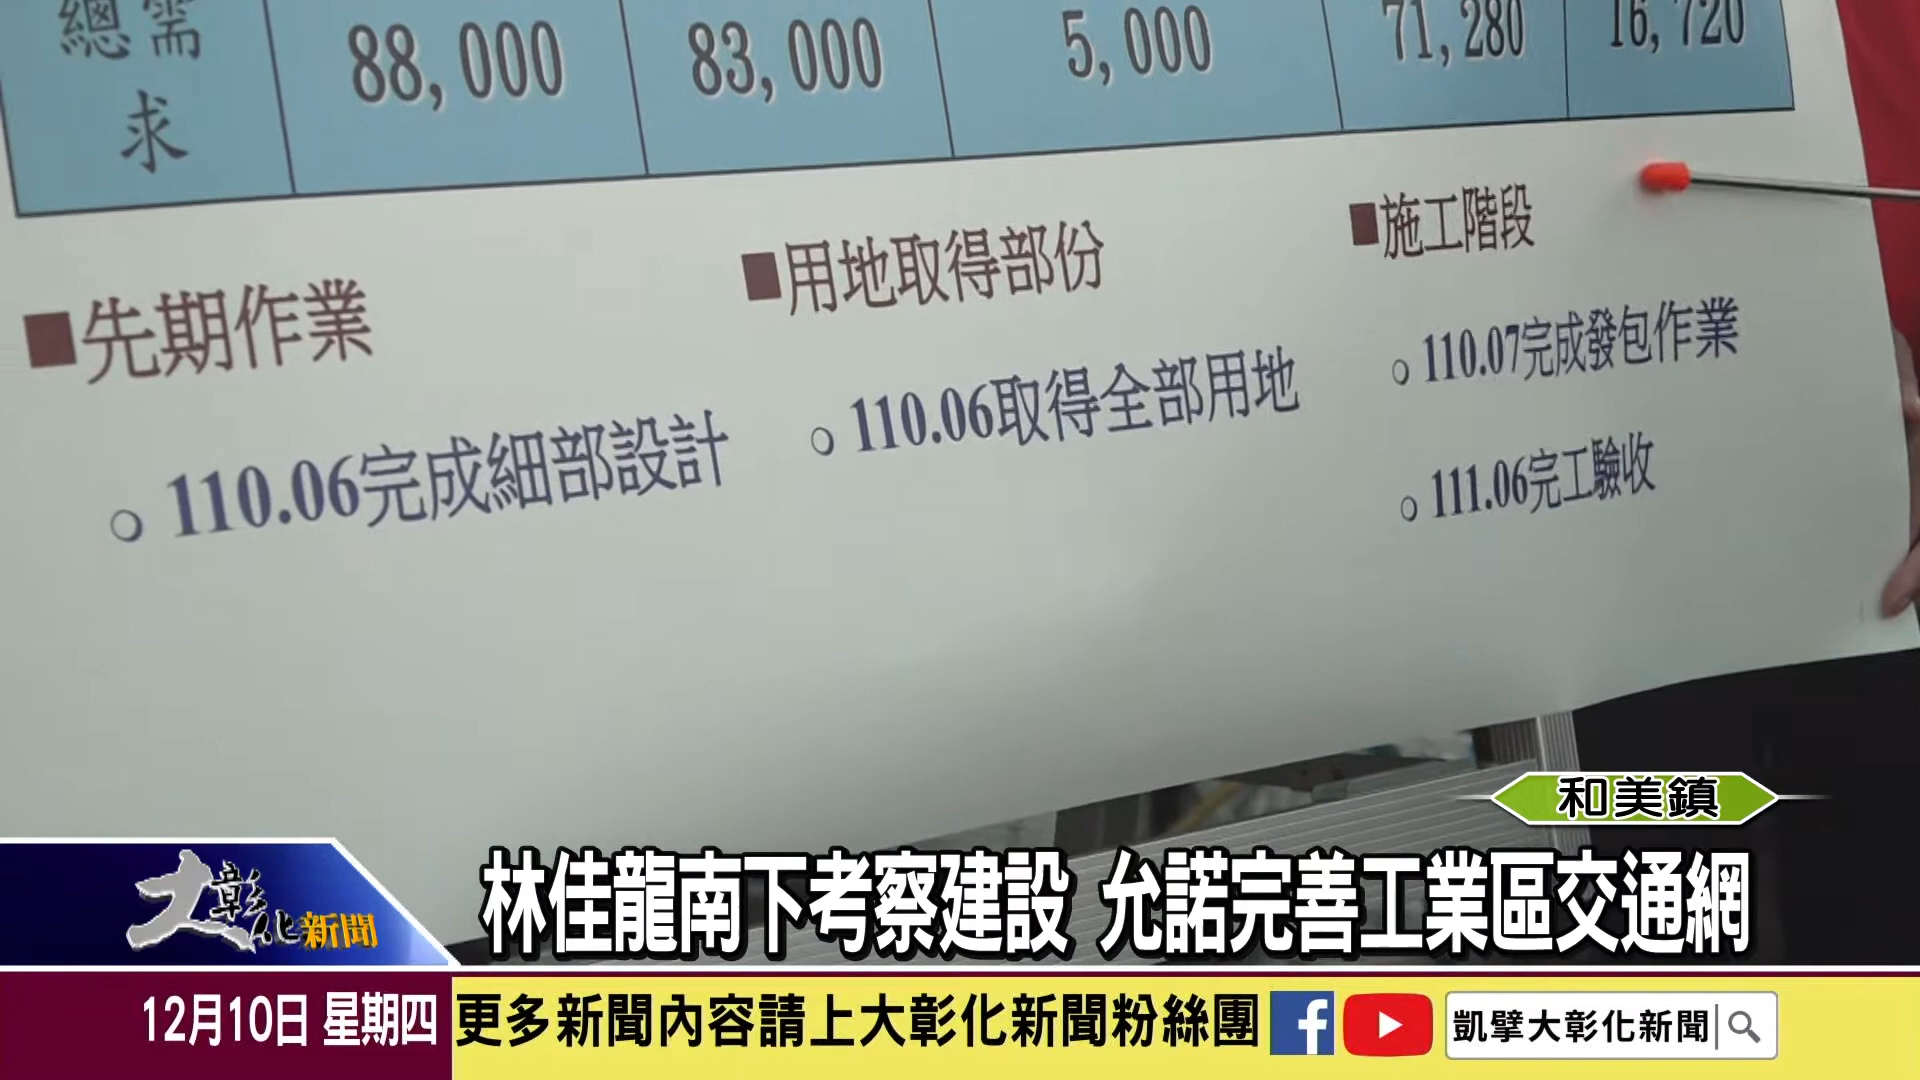 總需求
88,000
83,000
5,000
71,280
16,720
■先期作業
○ 110.06完成細部設計
■用地取得部份
○ 110.06取得全部用地
■施工階段
○ 110.07完成發包作業
○ 111.06完工驗收
和美鎮
大彰化新聞
林佳龍南下考察建設 允諾完善工業區交通網
12月10日 星期四
更多新聞內容請上大彰化新聞粉絲團
凱擘大彰化新聞